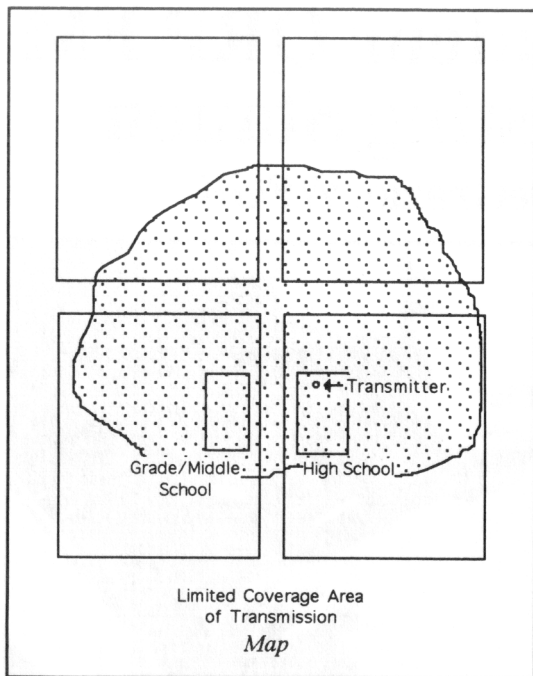 Transmitter
Grade/Middle
School
High School
Limited Coverage Area
of Transmission
Map